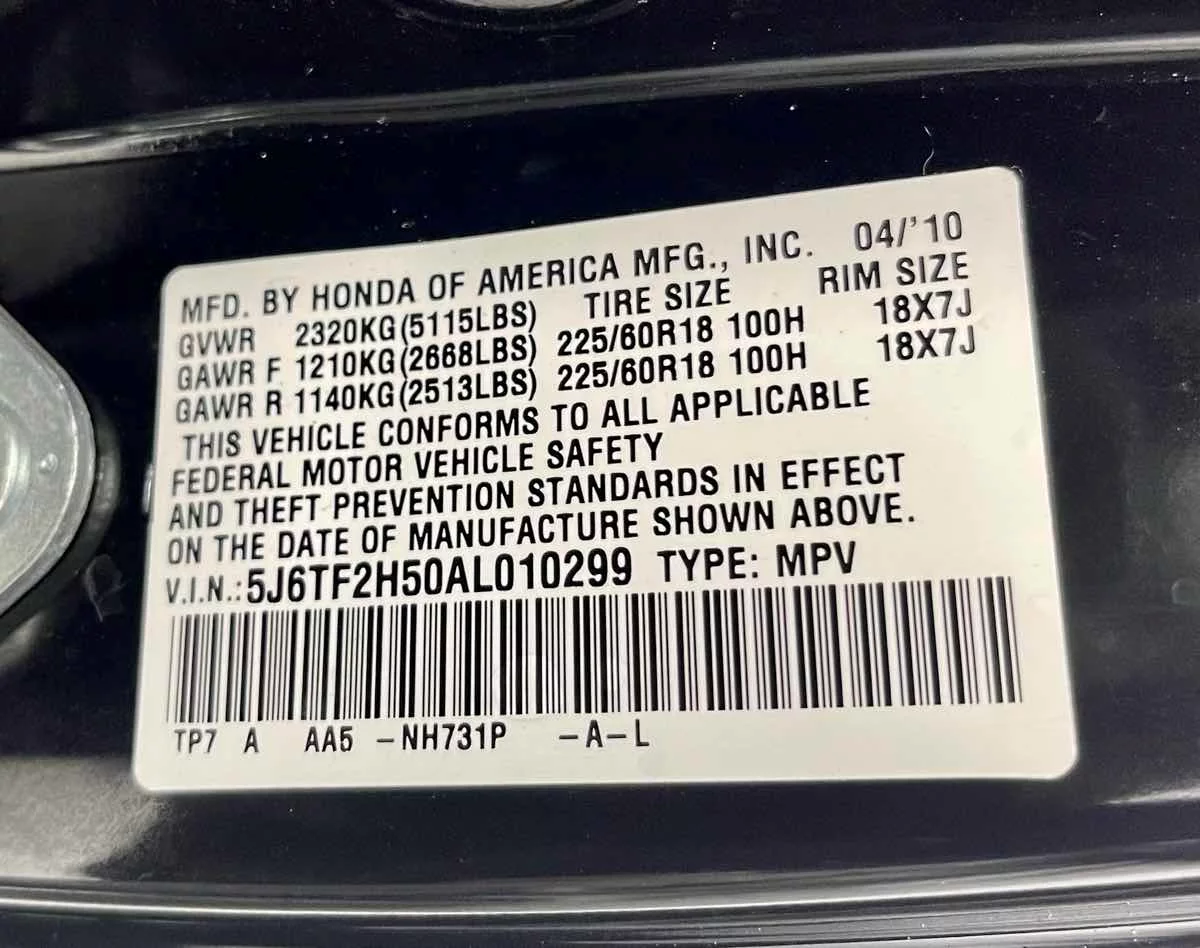 MFD. BY HONDA OF AMERICA MFG., INC. 04/'10
GVWR 2320KG(5115LBS) TIRE SIZE RIM SIZE
GAWR F 1210KG(2668LBS) 225/60R18 100H 18X7J
GAWR R 1140KG(2513LBS) 225/60R18 100H 18X7J
THIS VEHICLE CONFORMS TO ALL APPLICABLE
FEDERAL MOTOR VEHICLE SAFETY
AND THEFT PREVENTION STANDARDS IN EFFECT
ON THE DATE OF MANUFACTURE SHOWN ABOVE.
V.I.N.:5J6TF2H50AL010299 TYPE: MPV
TP7 A AA5 -NH731P -A-L